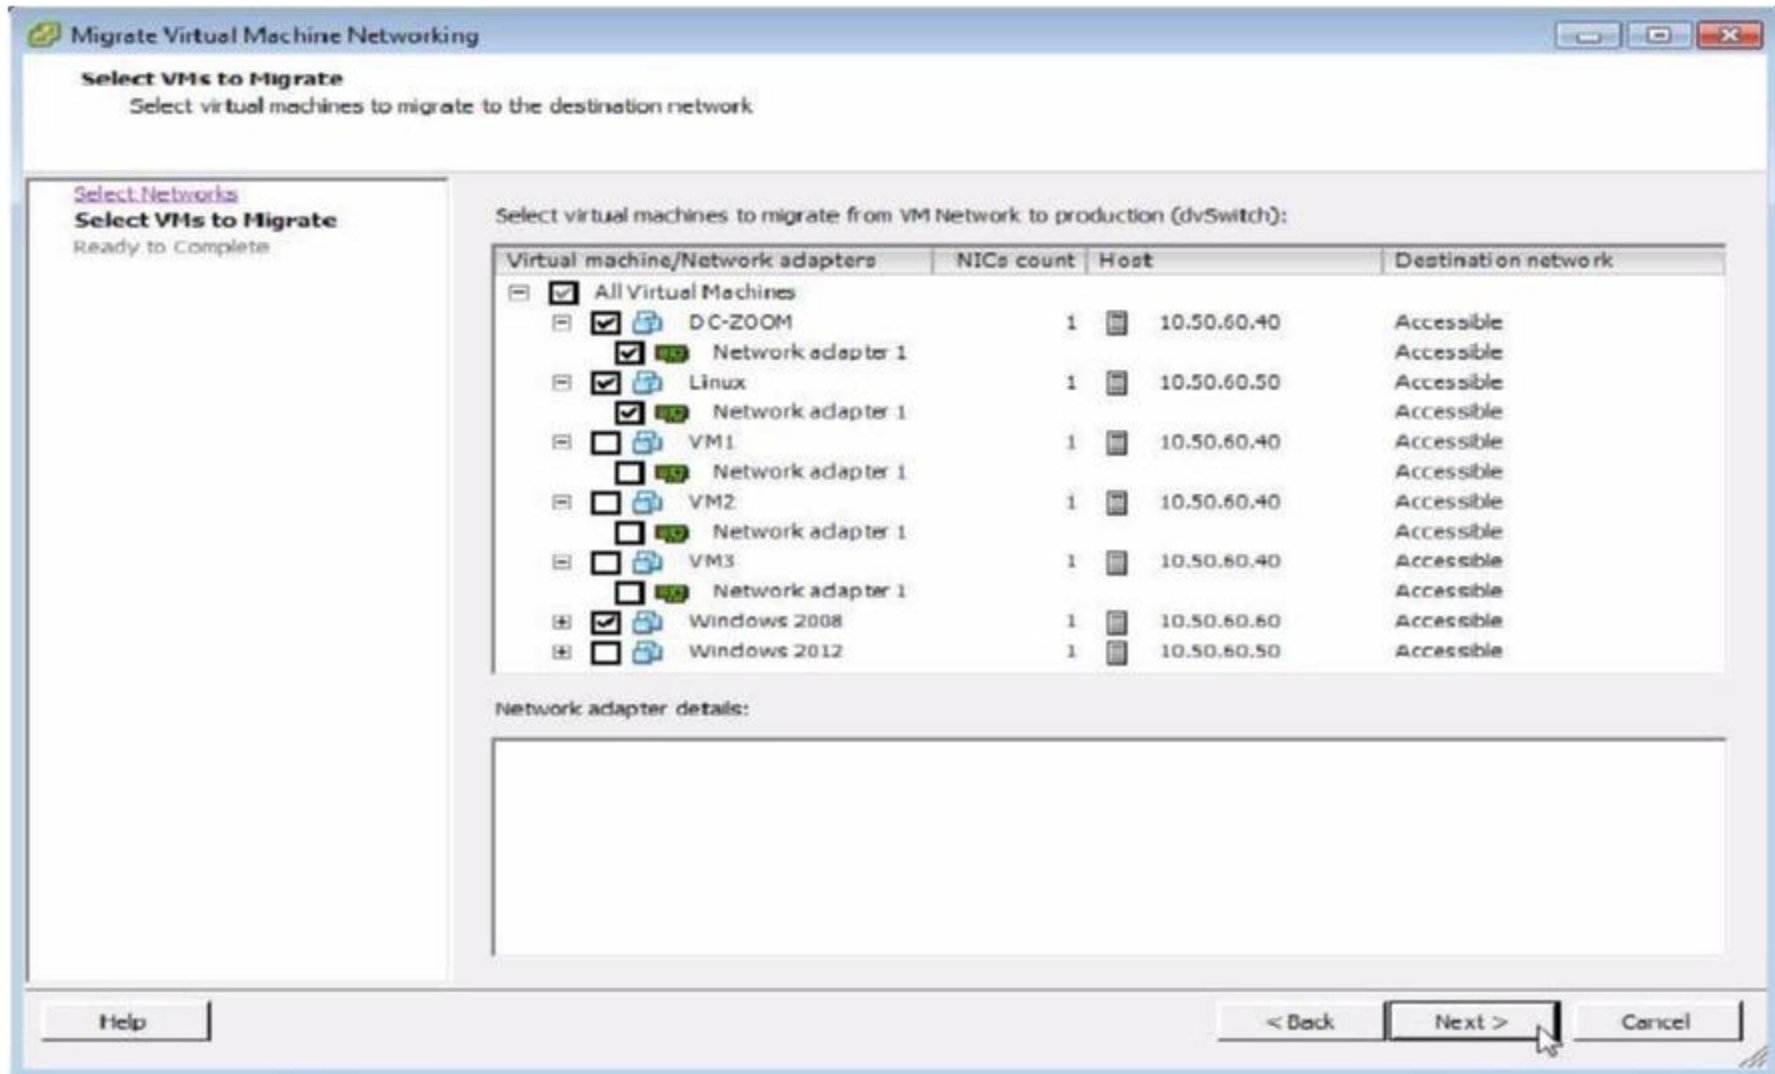 Migrate Virtual Machine Networking
Select VMs to Migrate
Select virtual machines to migrate to the destination network
Select Networks
Select VMs to Migrate
Ready to Complete
Select virtual machines to migrate from VM Network to production (dvSwitch):
Virtual machine/Network adapters NICs count Host Destination network
All Virtual Machines
DC-ZOOM 1 10.50.60.40 Accessible
Network adapter 1 Accessible
Linux 1 10.50.60.50 Accessible
Network adapter 1 Accessible
VM1 1 10.50.60.40 Accessible
Network adapter 1 Accessible
VM2 1 10.50.60.40 Accessible
Network adapter 1 Accessible
VM3 1 10.50.60.40 Accessible
Network adapter 1 Accessible
Windows 2008 1 10.50.60.60 Accessible
Windows 2012 1 10.50.60.50 Accessible
Network adapter details:
Help < Back Next > Cancel